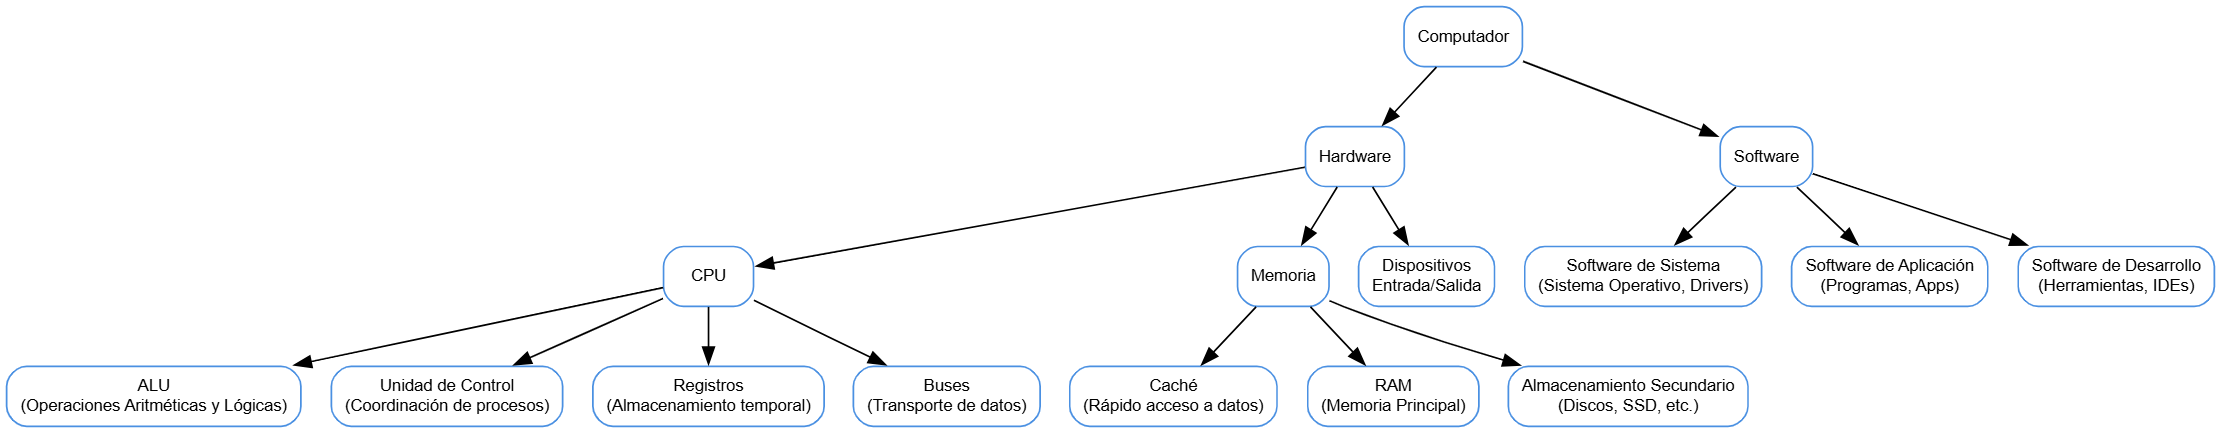 Computador
Hardware
Software
CPU
Memoria
Dispositivos
Entrada/Salida
Software de Sistema
(Sistema Operativo, Drivers)
Software de Aplicación
(Programas, Apps)
Software de Desarrollo
(Herramientas, IDEs)
ALU
(Operaciones Aritméticas y Lógicas)
Unidad de Control
(Coordinación de procesos)
Registros
(Almacenamiento temporal)
Buses
(Transporte de datos)
Caché
(Rápido acceso a datos)
RAM
(Memoria Principal)
Almacenamiento Secundario
(Discos, SSD, etc.)